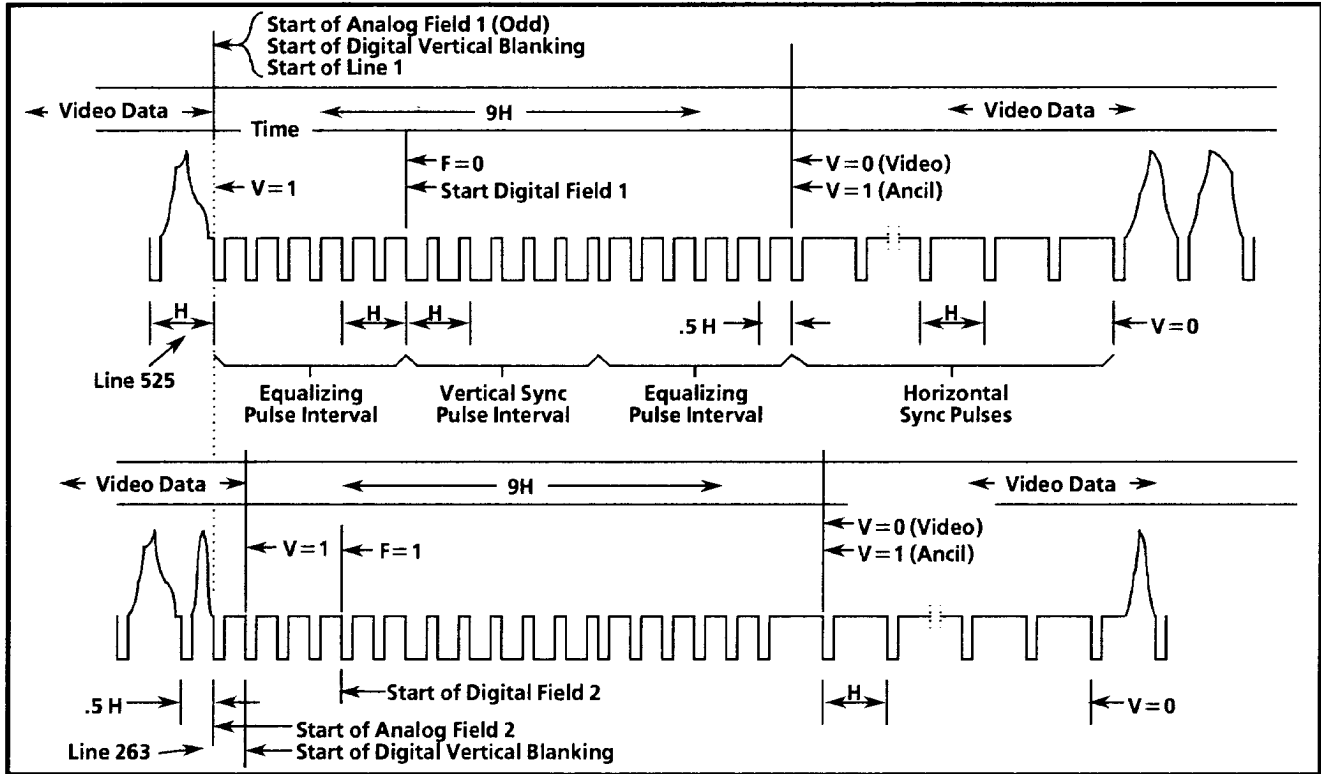 Start of Analog Field 1 (Odd)
Start of Digital Vertical Blanking
Start of Line 1
Video Data
9H
Video Data
Time
F=0
V=0 (Video)
V=1
Start Digital Field 1
V=1 (Ancil)
H
H
H
.5 H
H
V=0
Line 525
Equalizing
Pulse Interval
Vertical Sync
Pulse Interval
Equalizing
Pulse Interval
Horizontal
Sync Pulses
Video Data
9H
Video Data
V=0 (Video)
V=1
F=1
V=1 (Ancil)
Start of Digital Field 2
.5 H
H
V=0
Start of Analog Field 2
Line 263
Start of Digital Vertical Blanking